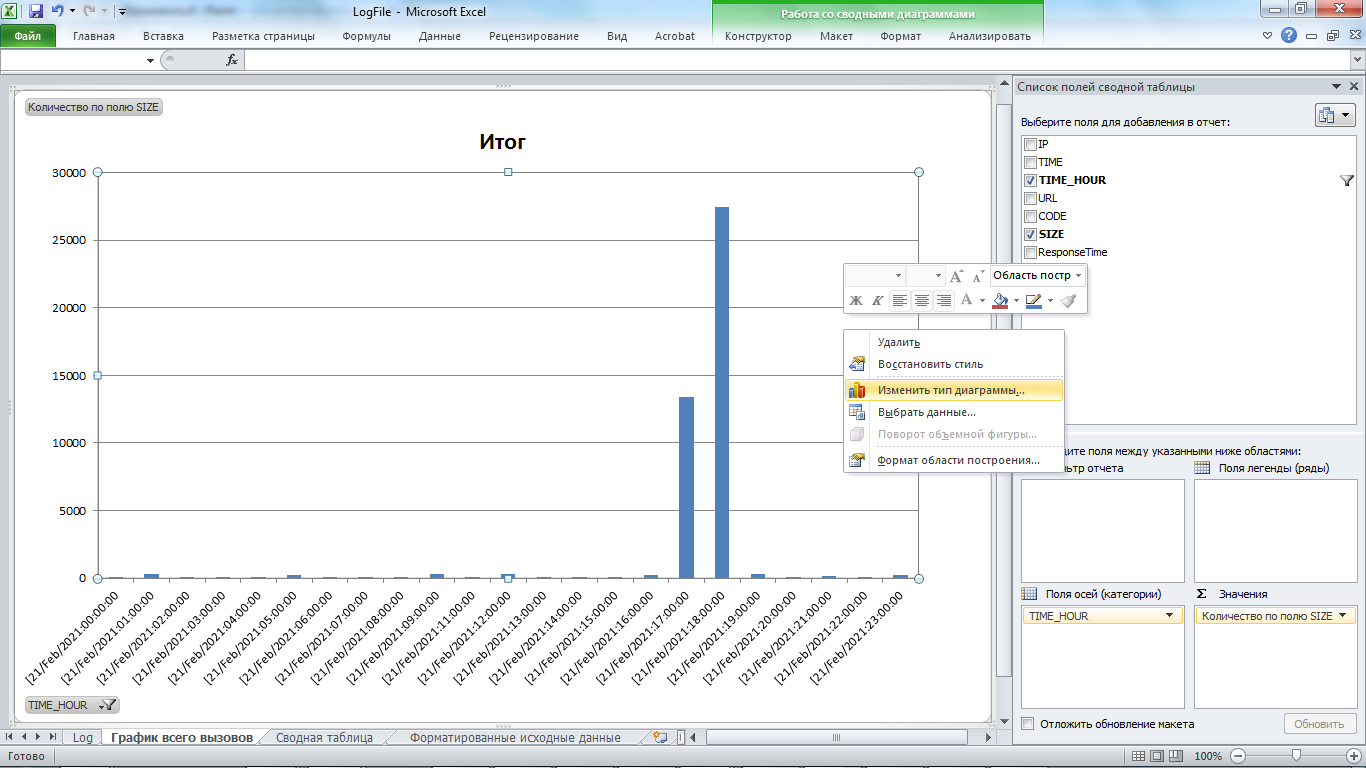 LogFile - Microsoft Excel
Работа со сводными диаграммами
Файл Главная Вставка Разметка страницы Формулы Данные Рецензирование Вид Acrobat Конструктор Макет Формат Анализировать
fx
Количество по полю SIZE
Итог
30000
25000
20000
15000
10000
5000
0
[21/Feb/2021:00:00:00
[21/Feb/2021:01:00:00
[21/Feb/2021:02:00:00
[21/Feb/2021:03:00:00
[21/Feb/2021:04:00:00
[21/Feb/2021:05:00:00
[21/Feb/2021:06:00:00
[21/Feb/2021:07:00:00
[21/Feb/2021:08:00:00
[21/Feb/2021:09:00:00
[21/Feb/2021:11:00:00
[21/Feb/2021:12:00:00
[21/Feb/2021:13:00:00
[21/Feb/2021:14:00:00
[21/Feb/2021:15:00:00
[21/Feb/2021:16:00:00
[21/Feb/2021:17:00:00
[21/Feb/2021:18:00:00
[21/Feb/2021:19:00:00
[21/Feb/2021:20:00:00
[21/Feb/2021:21:00:00
[21/Feb/2021:22:00:00
[21/Feb/2021:23:00:00
TIME_HOUR
Область постр
Ж К А
Удалить
Восстановить стиль
Изменить тип диаграммы...
Выбрать данные...
Поворот объемной фигуры...
Формат области построения...
Список полей сводной таблицы
Выберите поля для добавления в отчет:
IP
TIME
TIME_HOUR
URL
CODE
SIZE
ResponseTime
поля между указанными ниже областями:
отчета
Поля легенды (ряды)
Поля осей (категории)
Σ Значения
TIME_HOUR
Количество по полю SIZE
Отложить обновление макета
Обновить
Log График всего вызовов Сводная таблица Форматированные исходные данные
Готово
100%